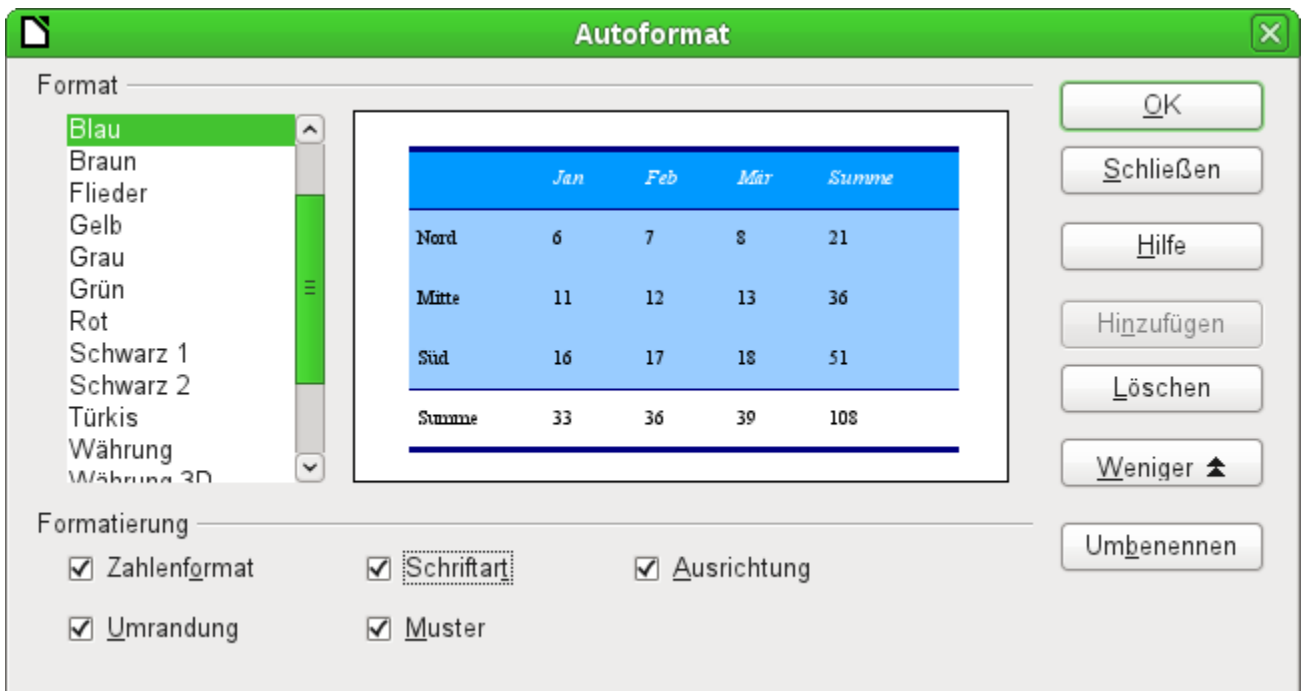 Autoformat
Format
Blau
Braun
Flieder
Gelb
Grau
Grün
Rot
Schwarz 1
Schwarz 2
Türkis
Währung
Währung 3D
Jan Feb Mär Summe
Nord 6 7 8 21
Mitte 11 12 13 36
Süd 16 17 18 51
Summe 33 36 39 108
OK
Schließen
Hilfe
Hinzufügen
Löschen
Weniger
Umbenennen
Formatierung
Zahlenformat Schriftart Ausrichtung
Umrandung Muster